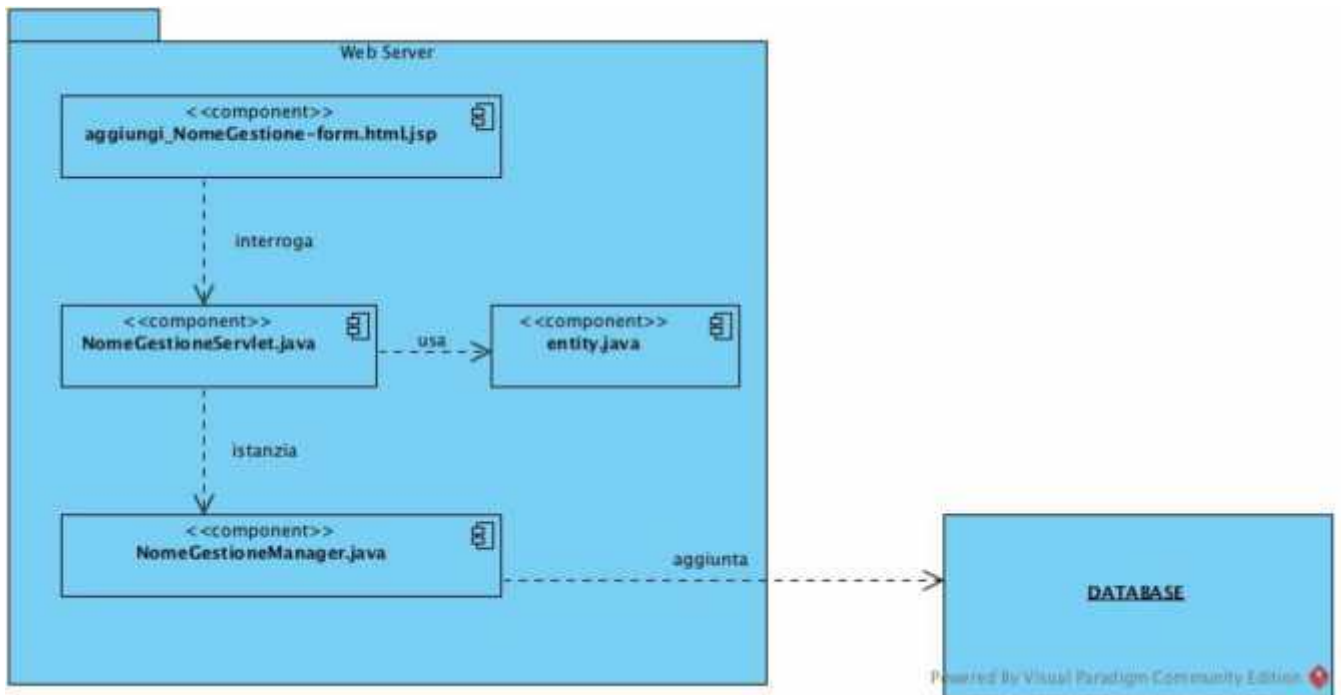 Web Server
<<component>>
aggiungi_NomeGestione-form.html.jsp
interroga
<<component>>
NomeGestioneServlet.java
usa
<<component>>
entity.java
istanzia
<<component>>
NomeGestioneManager.java
aggiunta
DATABASE
Powered By Visual Paradigm Community Edition